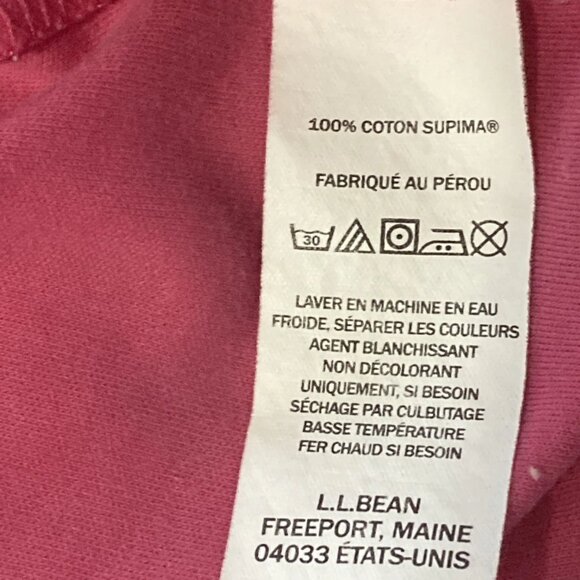 100% COTON SUPIMA®
FABRIQUÉ AU PÉROU
30
LAVER EN MACHINE EN EAU
FROIDE, SÉPARER LES COULEURS
AGENT BLANCHISSANT
NON DÉCOLORANT
UNIQUEMENT, SI BESOIN
SÉCHAGE PAR CULBUTAGE
BASSE TEMPÉRATURE
FER CHAUD SI BESOIN
L.L.BEAN
FREEPORT, MAINE
04033 ÉTATS-UNIS